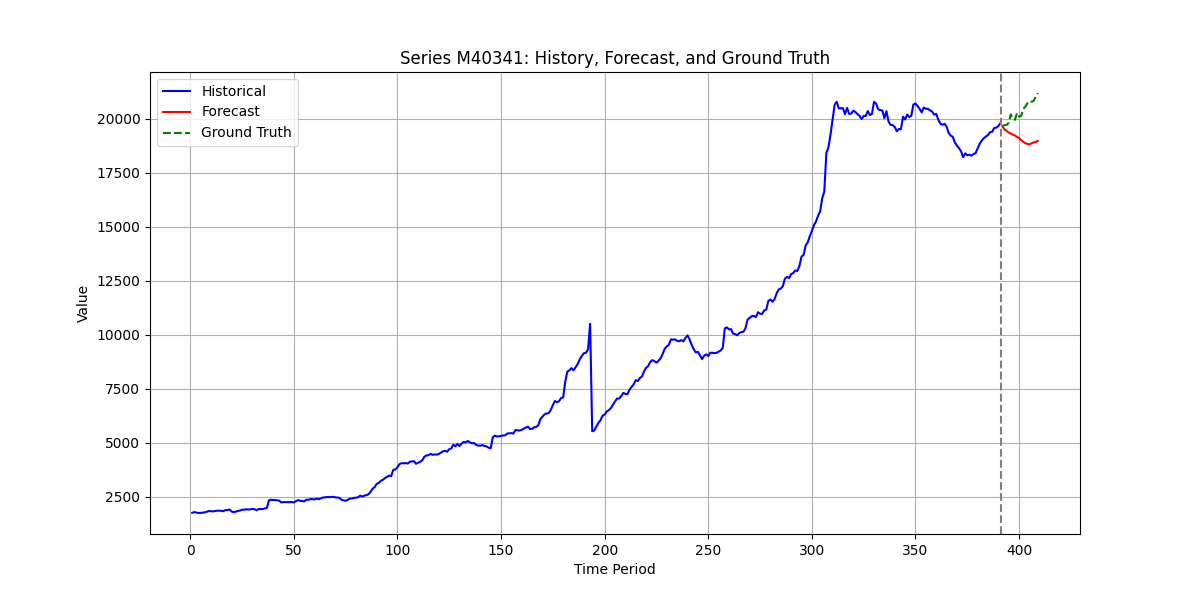 Series M40341: History, Forecast, and Ground Truth
Historical
Forecast
Ground Truth
20000
17500
15000
12500
10000
7500
5000
2500
Value
0 50 100 150 200 250 300 350 400
Time Period